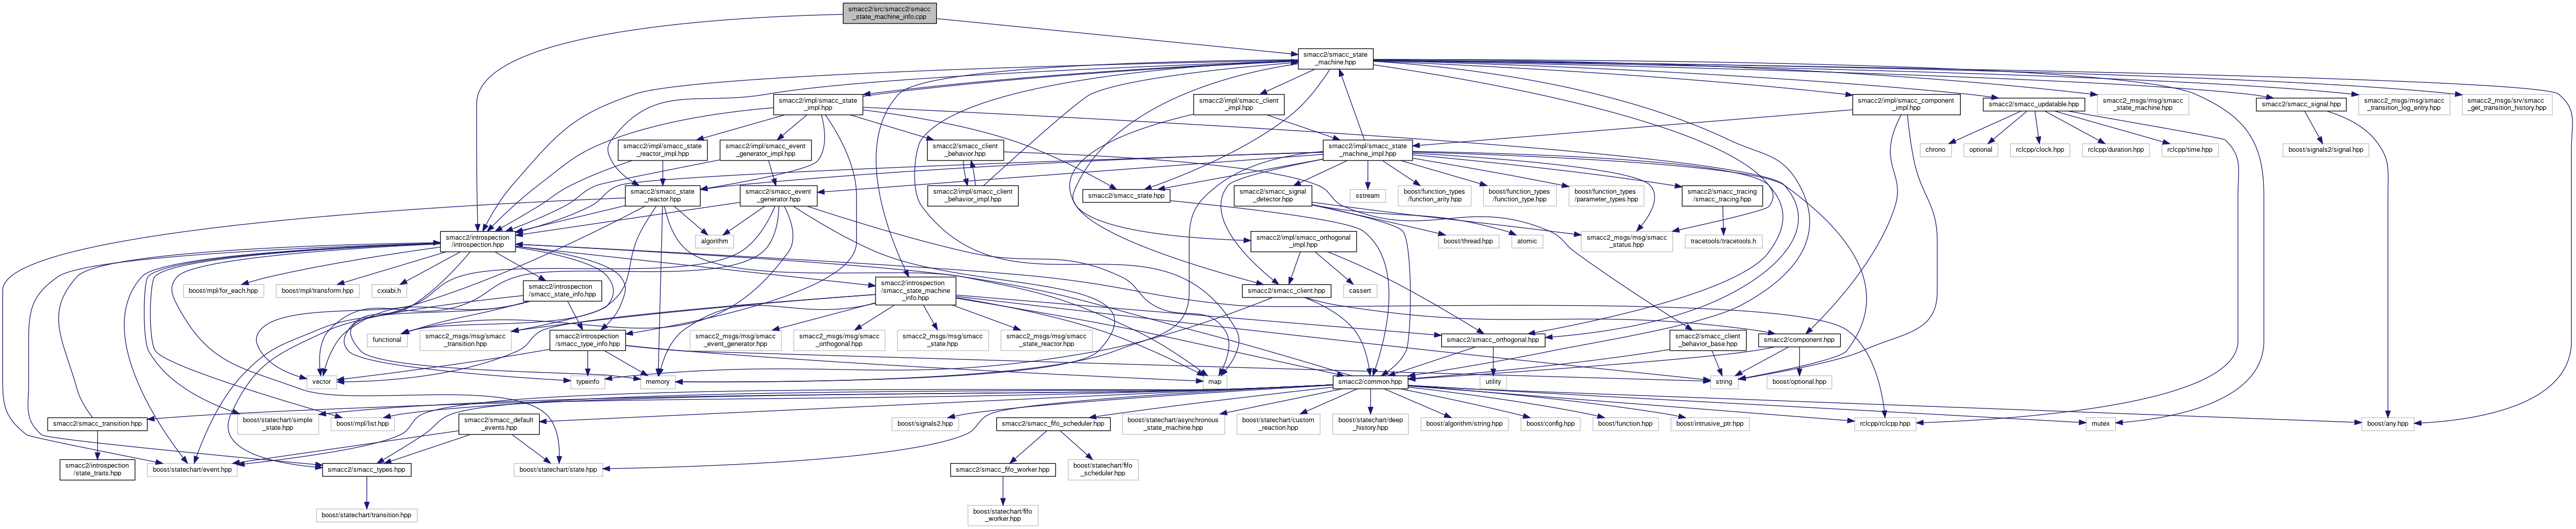 smacc2/src/smacc2/smacc
_state_machine_info.cpp
smacc2/smacc_state
_machine.hpp
smacc2/impl/smacc_state
_impl.hpp
smacc2/impl/smacc_client
_impl.hpp
smacc2/impl/smacc_component
_impl.hpp
smacc2/smacc_updatable.hpp
smacc2_msgs/msg/smacc
_state_machine.hpp
smacc2/smacc_signal.hpp
smacc2_msgs/msg/smacc
_transition_log_entry.hpp
smacc2_msgs/srv/smacc
_get_transition_history.hpp
smacc2/impl/smacc_state
_reactor_impl.hpp
smacc2/impl/smacc_event
_generator_impl.hpp
smacc2/smacc_client
_behavior.hpp
smacc2/impl/smacc_state
_machine_impl.hpp
chrono
optional
rclcpp/clock.hpp
rclcpp/duration.hpp
rclcpp/time.hpp
boost/signals2/signal.hpp
smacc2/smacc_state
_reactor.hpp
smacc2/smacc_event
_generator.hpp
smacc2/impl/smacc_client
_behavior_impl.hpp
smacc2/smacc_state.hpp
smacc2/smacc_signal
_detector.hpp
sstream
boost/function_types
/function_arity.hpp
boost/function_types
/function_type.hpp
boost/function_types
/parameter_types.hpp
smacc2/smacc_tracing
/smacc_tracing.hpp
smacc2/introspection
/introspection.hpp
algorithm
smacc2/impl/smacc_orthogonal
_impl.hpp
boost/thread.hpp
atomic
smacc2_msgs/msg/smacc
_status.hpp
tracetools/tracetools.h
boost/mpl/for_each.hpp
boost/mpl/transform.hpp
cxxabi.h
smacc2/introspection
/smacc_state_info.hpp
smacc2/introspection
/smacc_state_machine
_info.hpp
smacc2/smacc_client.hpp
cassert
functional
smacc2_msgs/msg/smacc
_transition.hpp
smacc2/introspection
/smacc_type_info.hpp
smacc2_msgs/msg/smacc
_event_generator.hpp
smacc2_msgs/msg/smacc
_orthogonal.hpp
smacc2_msgs/msg/smacc
_state.hpp
smacc2_msgs/msg/smacc
_state_reactor.hpp
smacc2/smacc_orthogonal.hpp
smacc2/smacc_client
_behavior_base.hpp
smacc2/component.hpp
vector
typeinfo
memory
map
smacc2/common.hpp
utility
string
boost/optional.hpp
smacc2/smacc_transition.hpp
boost/statechart/simple
_state.hpp
boost/mpl/list.hpp
smacc2/smacc_default
_events.hpp
boost/signals2.hpp
smacc2/smacc_fifo_scheduler.hpp
boost/statechart/asynchronous
_state_machine.hpp
boost/statechart/custom
_reaction.hpp
boost/statechart/deep
_history.hpp
boost/algorithm/string.hpp
boost/config.hpp
boost/function.hpp
boost/intrusive_ptr.hpp
rclcpp/rclcpp.hpp
mutex
boost/any.hpp
smacc2/introspection
/state_traits.hpp
boost/statechart/event.hpp
smacc2/smacc_types.hpp
boost/statechart/state.hpp
smacc2/smacc_fifo_worker.hpp
boost/statechart/fifo
_scheduler.hpp
boost/statechart/transition.hpp
boost/statechart/fifo
_worker.hpp